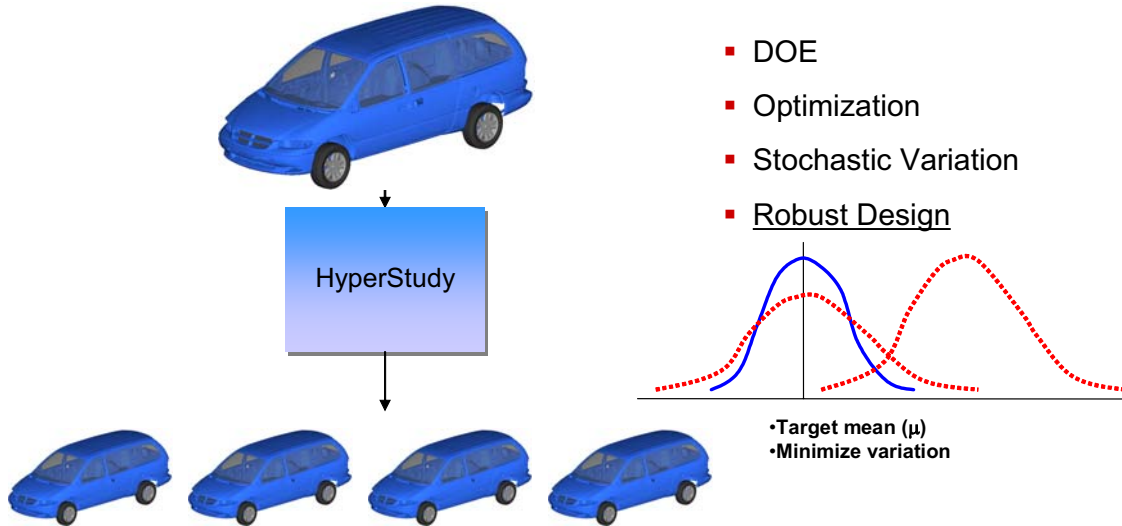 HyperStudy
▪ DOE
▪ Optimization
▪ Stochastic Variation
▪ Robust Design
•Target mean (μ)
•Minimize variation